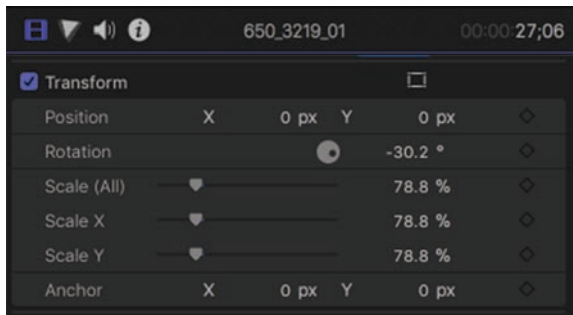 650_3219_01 00:00:27;06
Transform
Position X 0 px Y 0 px
Rotation -30.2 °
Scale (All) 78.8 %
Scale X 78.8 %
Scale Y 78.8 %
Anchor X 0 px Y 0 px